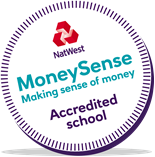 NatWest
MoneySense
Making sense of money
Accredited
school